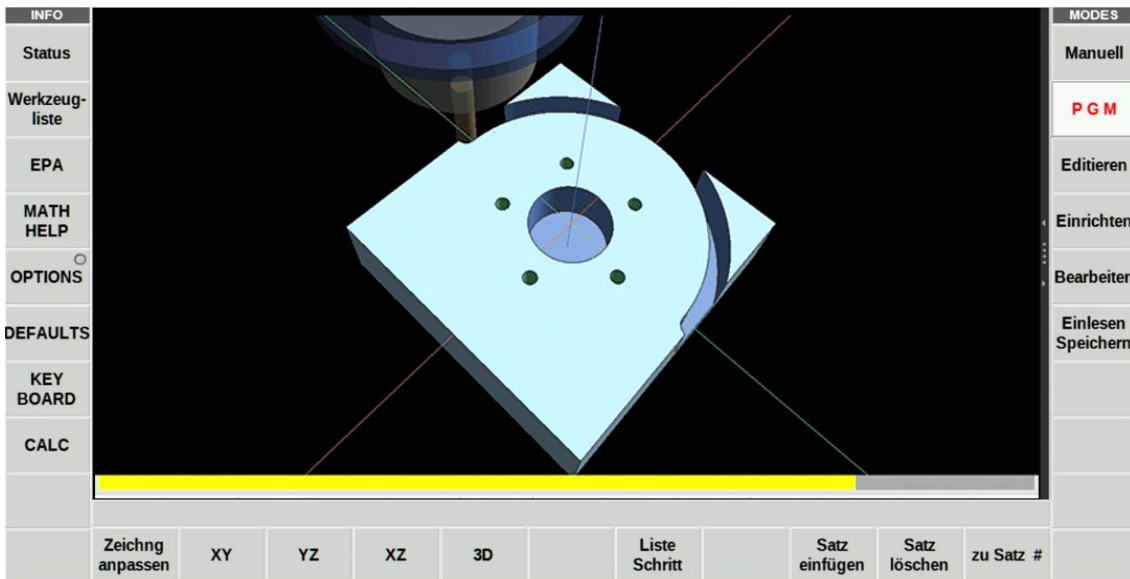 INFO
Status
Werkzeug-
liste
EPA
MATH
HELP
OPTIONS
DEFAULTS
KEY
BOARD
CALC
MODES
Manuell
P G M
Editieren
Einrichten
Bearbeiten
Einlesen
Speichern
Zeichng
anpassen
XY
YZ
XZ
3D
Liste
Schritt
Satz
einfügen
Satz
löschen
zu Satz #